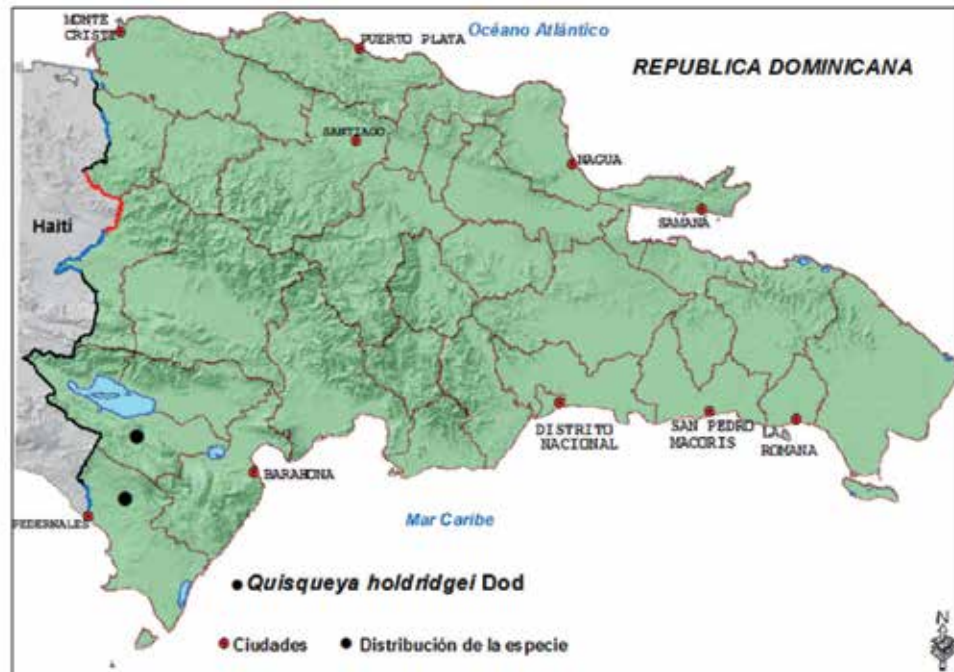 MONTE
CRISTI
PUERTO PLATA
Océano Atlántico
REPUBLICA DOMINICANA
SANTIAGO
NAGUA
SAMANÁ
Haití
DISTRITO
NACIONAL
SAN PEDRO
MACORIS
LA
ROMANA
BARAHONA
PEDERNALES
Mar Caribe
Quisqueya holdridgei Dod
Ciudades
Distribución de la especie
N